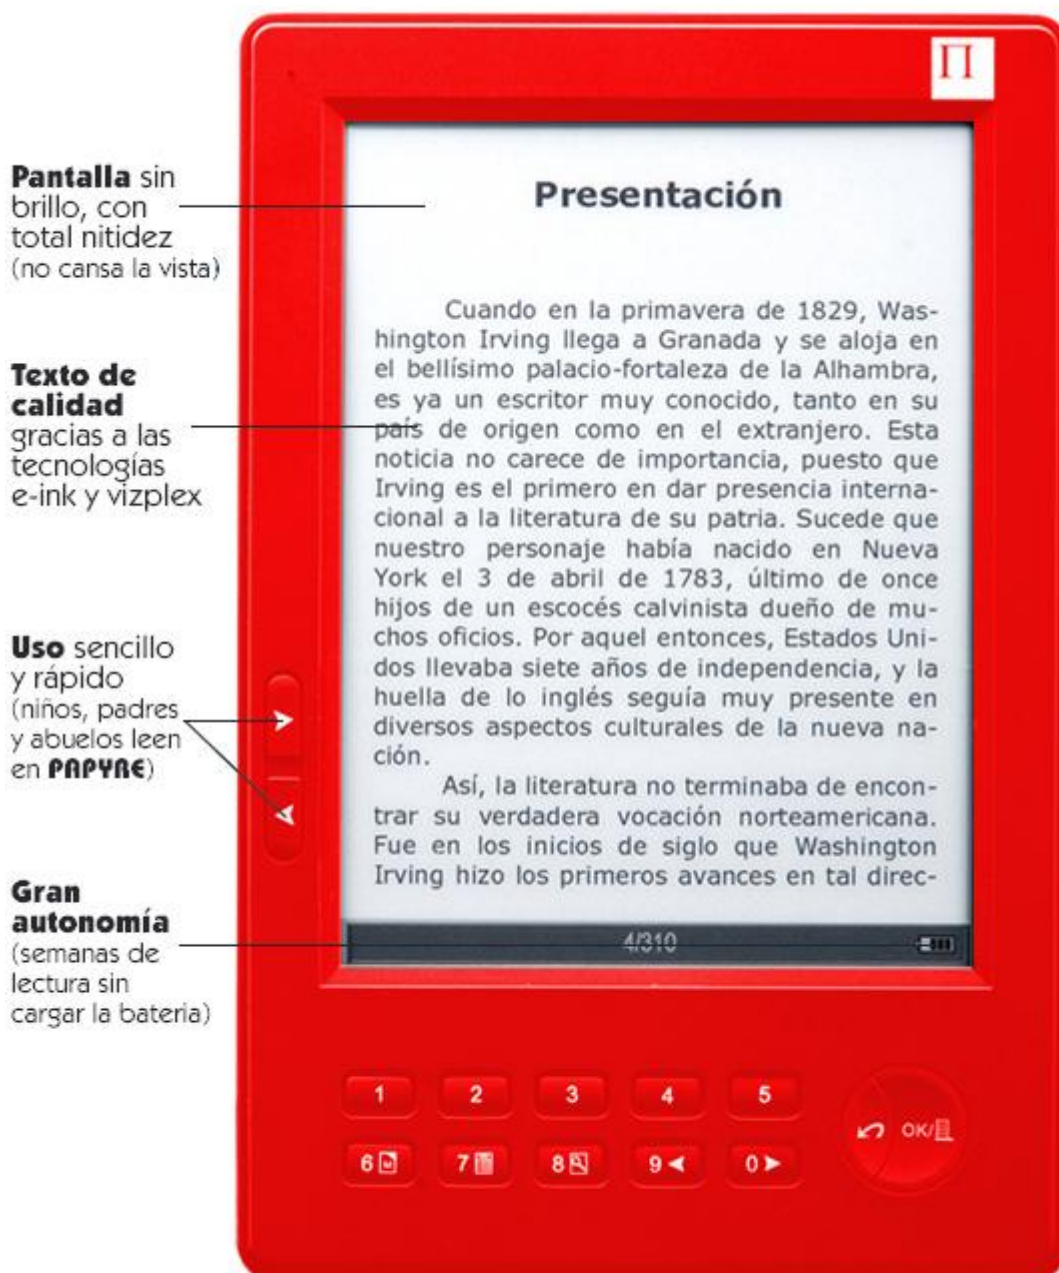 Π
Pantalla sin
brillo, con
total nitidez
(no cansa la vista)
Texto de
calidad
gracias a las
tecnologías
e-ink y vizplex
Uso sencillo
y rápido
(niños, padres
y abuelos leen
en PAPYRE)
Gran
autonomía
(semanas de
lectura sin
cargar la bateria)
Presentación
Cuando en la primavera de 1829, Was-
hington Irving llega a Granada y se aloja en
el bellísimo palacio-fortaleza de la Alhambra,
es ya un escritor muy conocido, tanto en su
país de origen como en el extranjero. Esta
noticia no carece de importancia, puesto que
Irving es el primero en dar presencia interna-
cional a la literatura de su patria. Sucede que
nuestro personaje había nacido en Nueva
York el 3 de abril de 1783, último de once
hijos de un escocés calvinista dueño de mu-
chos oficios. Por aquel entonces, Estados Uni-
dos llevaba siete años de independencia, y la
huella de lo inglés seguía muy presente en
diversos aspectos culturales de la nueva na-
ción.
Así, la literatura no terminaba de encon-
trar su verdadera vocación norteamericana.
Fue en los inicios de siglo que Washington
Irving hizo los primeros avances en tal direc-
4/310
1 2 3 4 5
6 7 8 9 0
OK/